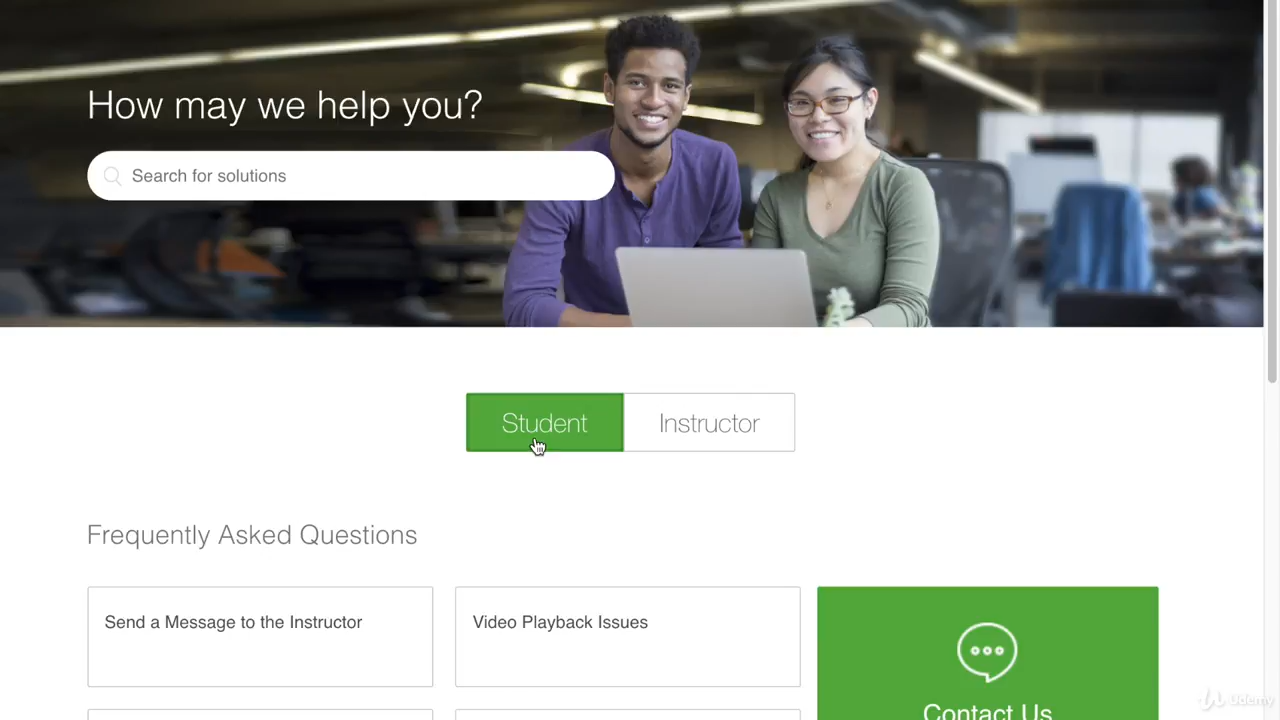 How may we help you?
Search for solutions
Student
Instructor
Frequently Asked Questions
Send a Message to the Instructor
Video Playback Issues
Contact Us
Udemy